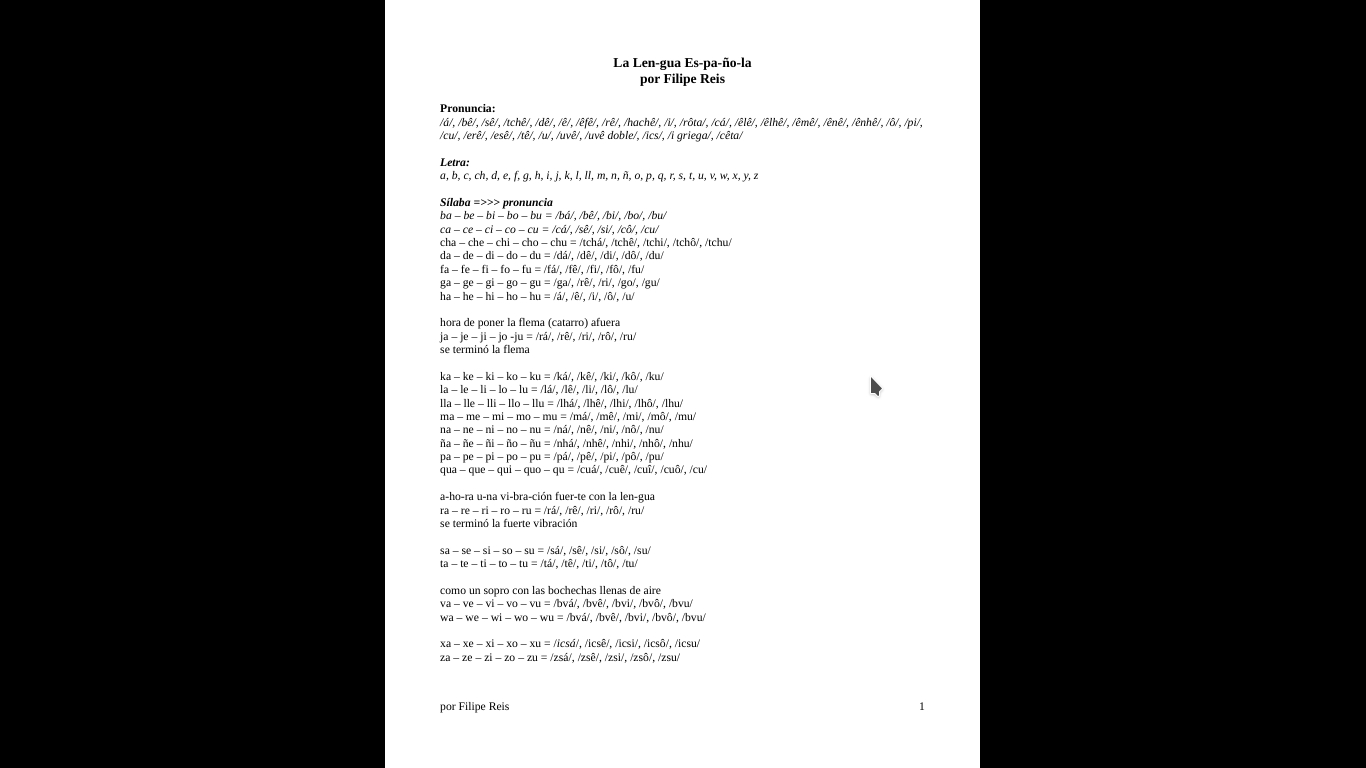 La Len-gua Es-pa-ño-la
por Filipe Reis
Pronuncia:
/á/, /bê/, /sê/, /tchê/, /dê/, /ê/, /êfê/, /rê/, /hachê/, /i/, /rôta/, /cá/, /êlê/, /êlhê/, /êmê/, /ênê/, /ênhê/, /ô/, /pi/,
/cu/, /erê/, /esê/, /tê/, /u/, /uvê/, /uvê doble/, /ics/, /i griega/, /cêta/
Letra:
a, b, c, ch, d, e, f, g, h, i, j, k, l, ll, m, n, ñ, o, p, q, r, s, t, u, v, w, x, y, z
Sílaba =>>> pronuncia
ba – be – bi – bo – bu = /bá/, /bê/, /bi/, /bo/, /bu/
ca – ce – ci – co – cu = /cá/, /sê/, /si/, /cô/, /cu/
cha – che – chi – cho – chu = /tchá/, /tchê/, /tchi/, /tchô/, /tchu/
da – de – di – do – du = /dá/, /dê/, /di/, /dô/, /du/
fa – fe – fi – fo – fu = /fá/, /fê/, /fi/, /fô/, /fu/
ga – ge – gi – go – gu = /ga/, /rê/, /ri/, /go/, /gu/
ha – he – hi – ho – hu = /á/, /ê/, /i/, /ô/, /u/
hora de poner la flema (catarro) afuera
ja – je – ji – jo -ju = /rá/, /rê/, /ri/, /rô/, /ru/
se terminó la flema
ka – ke – ki – ko – ku = /ká/, /kê/, /ki/, /kô/, /ku/
la – le – li – lo – lu = /lá/, /lê/, /li/, /lô/, /lu/
lla – lle – lli – llo – llu = /lhá/, /lhê/, /lhi/, /lhô/, /lhu/
ma – me – mi – mo – mu = /má/, /mê/, /mi/, /mô/, /mu/
na – ne – ni – no – nu = /ná/, /nê/, /ni/, /nô/, /nu/
ña – ñe – ñi – ño – ñu = /nhá/, /nhê/, /nhi/, /nhô/, /nhu/
pa – pe – pi – po – pu = /pá/, /pê/, /pi/, /pô/, /pu/
qua – que – qui – quo – qu = /cuá/, /cuê/, /cuî/, /cuô/, /cu/
a-ho-ra u-na vi-bra-ción fuer-te con la len-gua
ra – re – ri – ro – ru = /rá/, /rê/, /ri/, /rô/, /ru/
se terminó la fuerte vibración
sa – se – si – so – su = /sá/, /sê/, /si/, /sô/, /su/
ta – te – ti – to – tu = /tá/, /tê/, /ti/, /tô/, /tu/
como un sopro con las bochechas llenas de aire
va – ve – vi – vo – vu = /bvá/, /bvê/, /bvi/, /bvô/, /bvu/
wa – we – wi – wo – wu = /bvá/, /bvê/, /bvi/, /bvô/, /bvu/
xa – xe – xi – xo – xu = /icsá/, /icsê/, /icsi/, /icsô/, /icsu/
za – ze – zi – zo – zu = /zsá/, /zsê/, /zsi/, /zsô/, /zsu/
por Filipe Reis 1